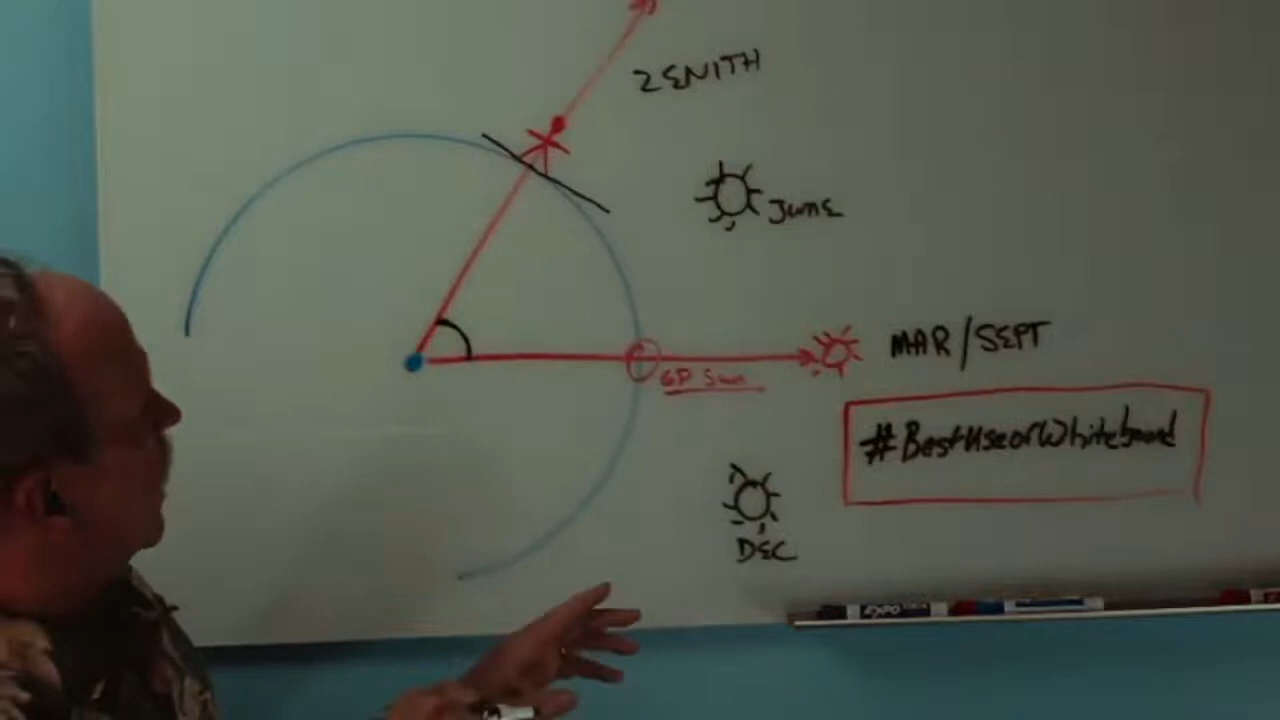 ZENITH
June
MAR/SEPT
GP Sun
#BestUseofWhiteboard
DEC
EXPO